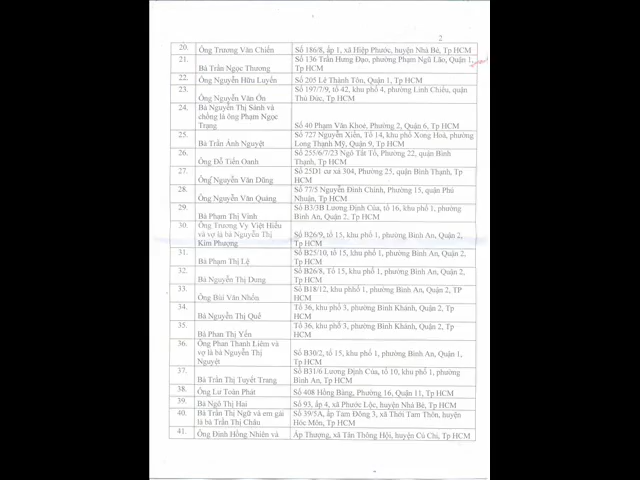 2
20. Ông Trương Văn Chiến Số 186/8, ấp 1, xã Hiệp Phước, huyện Nhà Bè, Tp HCM
21. Số 136 Trần Hưng Đạo, phường Phạm Ngũ Lão, Quận 1,
Bà Trần Ngọc Thương Tp HCM
22. Ông Nguyễn Hữu Luyến Số 205 Lê Thánh Tôn, Quận 1, Tp HCM
23. Số 197/7/9, tổ 42, khu phố 4, phường Linh Chiểu, quận
Ông Nguyễn Văn Ổn Thủ Đức, Tp HCM
24. Bà Nguyễn Thị Sánh và
chồng là ông Phạm Ngọc
Trạng Số 40 Phạm Văn Khoẻ, Phường 2, Quận 6, Tp HCM
25. Số 727 Nguyễn Xiển, Tổ 14, khu phố Xong Hoà, phường
Bà Trần Ánh Nguyệt Long Thạnh Mỹ, Quận 9, Tp HCM
26. Số 255/6/7/23 Ngô Tất Tố, Phường 22, quận Bình
Ông Đỗ Tiến Oanh Thạnh, Tp HCM
27. Số 25D1 cư xá 304, Phường 25, quận Bình Thạnh, Tp
Ông Nguyễn Văn Dũng HCM
28. Số 77/5 Nguyễn Đình Chính, Phường 15, quận Phú
Ông Nguyễn Văn Quảng Nhuận, Tp HCM
29. Số B3/3B Lương Định Của, tổ 16, khu phố 1, phường
Bà Phạm Thị Vinh Bình An, Quận 2, Tp HCM
30. Ông Trương Vy Việt Hiếu
và vợ là bà Nguyễn Thị Số B26/9, tổ 15, khu phố 1, phường Bình An, Quận 2,
Kim Phượng Tp HCM
31. Số B25/10, tổ 15, khu phố 1, phường Bình An, Quận 2,
Bà Phạm Thị Lệ Tp HCM
32. Số B26/8, Tổ 15, khu phố 1, phường Bình An, Quận 2,
Bà Nguyễn Thị Dung Tp HCM
33. Số B18/12, khu phhố 1, phường Bình An, Quận 2, TP
Ông Bùi Văn Nhốn HCM
34. Tổ 36, khu phố 3, phường Bình Khánh, Quận 2, Tp
Bà Nguyễn Thị Quế HCM
35. Tổ 36, khu phố 3, phường Bình Khánh, Quận 2, Tp
Bà Phan Thị Yến HCM
36. Ông Phan Thanh Liêm và
vợ bà Nguyễn Thị Số B30/2, tổ 15, khu phố 1, phường Bình An, Quận 1,
Nguyệt Tp HCM
37. Số B31/6 Lương Định Của, tổ 10, khu phố 1, phường
Bà Trần Thị Tuyết Trang Bình An, Tp HCM
38. Ông Lư Toàn Phát Số 408 Hồng Bàng, Phường 16, Quận 11, Tp HCM
39. Bà Ngô Thị Hai Số 93, ấp 4, xã Phước Lộc, huyện Nhà Bè, Tp HCM
40. Bà Trần Thị Ngữ và em gái Số 39/5A, ấp Tam Đông 3, xã Thới Tam Thôn, huyện
là bà Trần Thị Châu Hóc Môn, Tp HCM
41. Ông Đinh Hồng Nhiên và Ấp Thượng, xã Tân Thông Hội, huyện Củ Chi, Tp HCM